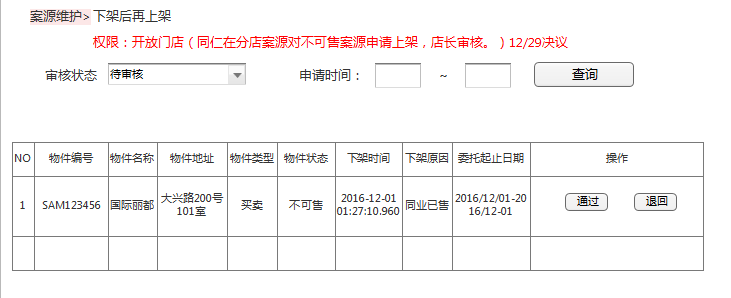 案源维护> 下架后再上架
权限：开放门店（同仁在分店案源对不可售案源申请上架，店长审核。）12/29决议
审核状态 待审核 申请时间： ~ 查询
NO 物件编号 物件名称 物件地址 物件类型 物件状态 下架时间 下架原因 委托起止日期 操作
1 SAM123456 国际丽都 大兴路200号 101室 买卖 不可售 2016-12-01 01:27:10.960 同业已售 2016/12/01-20 16/12-01 通过 退回